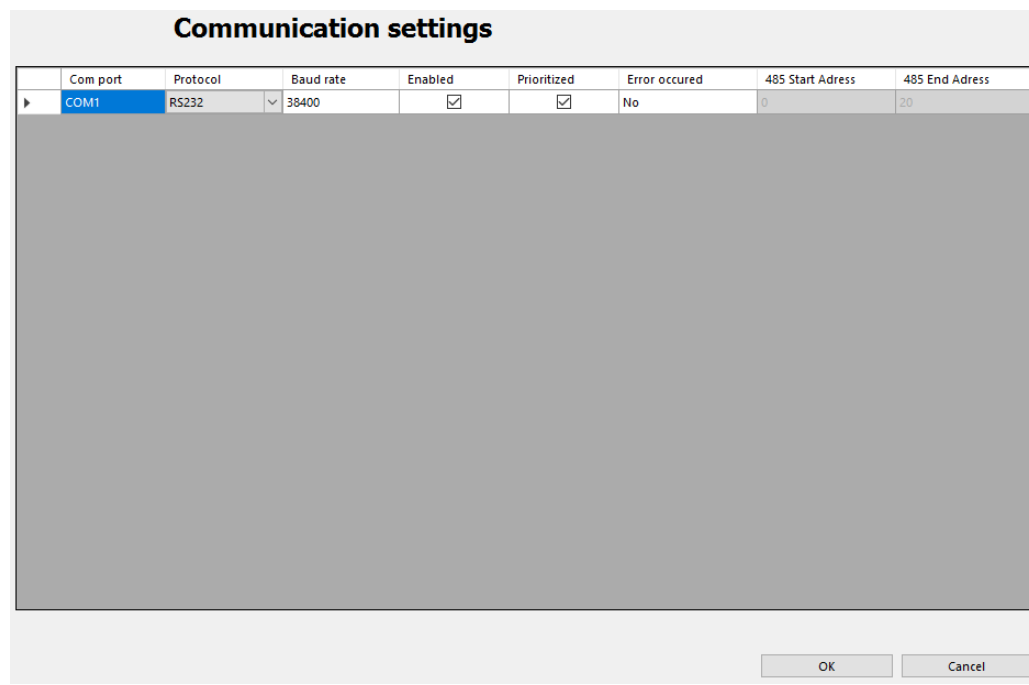 Communication settings
Com port Protocol Baud rate Enabled Prioritized Error occured 485 Start Adress 485 End Adress
COM1 RS232 38400 No 0 20
OK Cancel